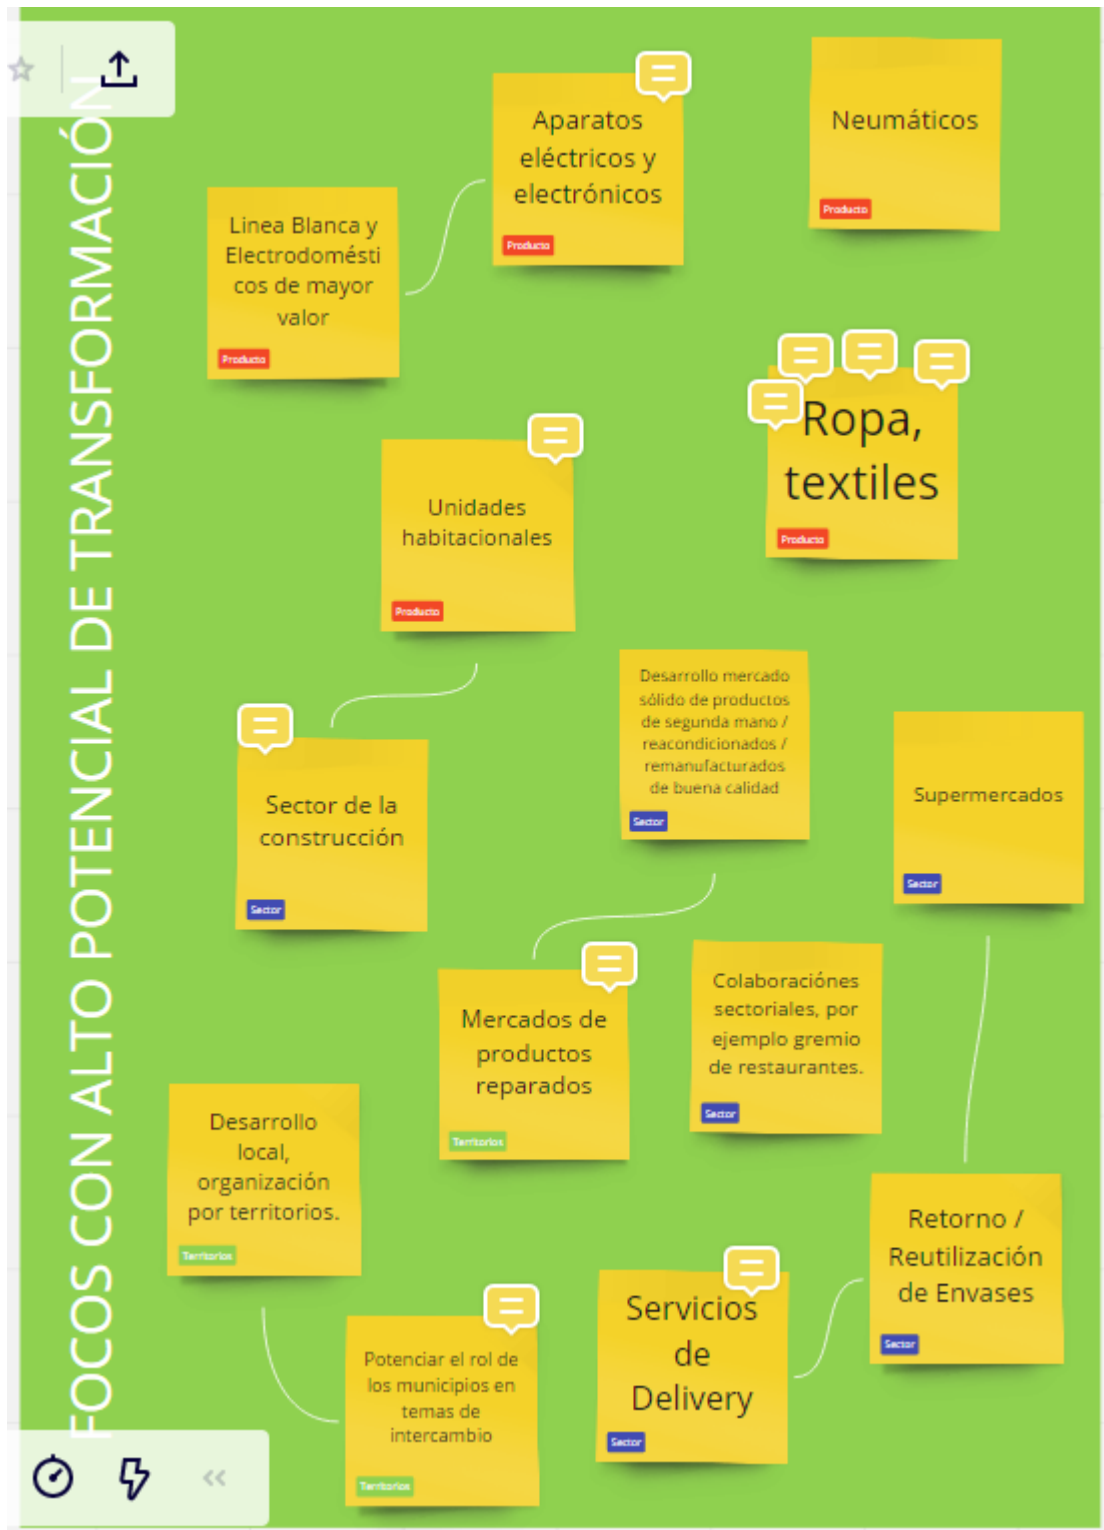 FOCOS CON ALTO POTENCIAL DE TRANSFORMACIÓN
Aparatos
eléctricos y
electrónicos
Producto
Neumáticos
Producto
Linea Blanca y
Electrodomésti
cos de mayor
valor
Producto
Ropa,
textiles
Producto
Unidades
habitacionales
Producto
Desarrollo mercado
sólido de productos
de segunda mano /
reacondicionados /
remanufacturados
de buena calidad
Sector
Supermercados
Sector
Sector de la
construcción
Sector
Mercados de
productos
reparados
Territorios
Colaboraciónes
sectoriales, por
ejemplo gremio
de restaurantes.
Sector
Desarrollo
local,
organización
por territorios.
Territorios
Retorno /
Reutilización
de Envases
Sector
Servicios
de
Delivery
Sector
Potenciar el rol de
los municipios en
temas de
intercambio
Territorios